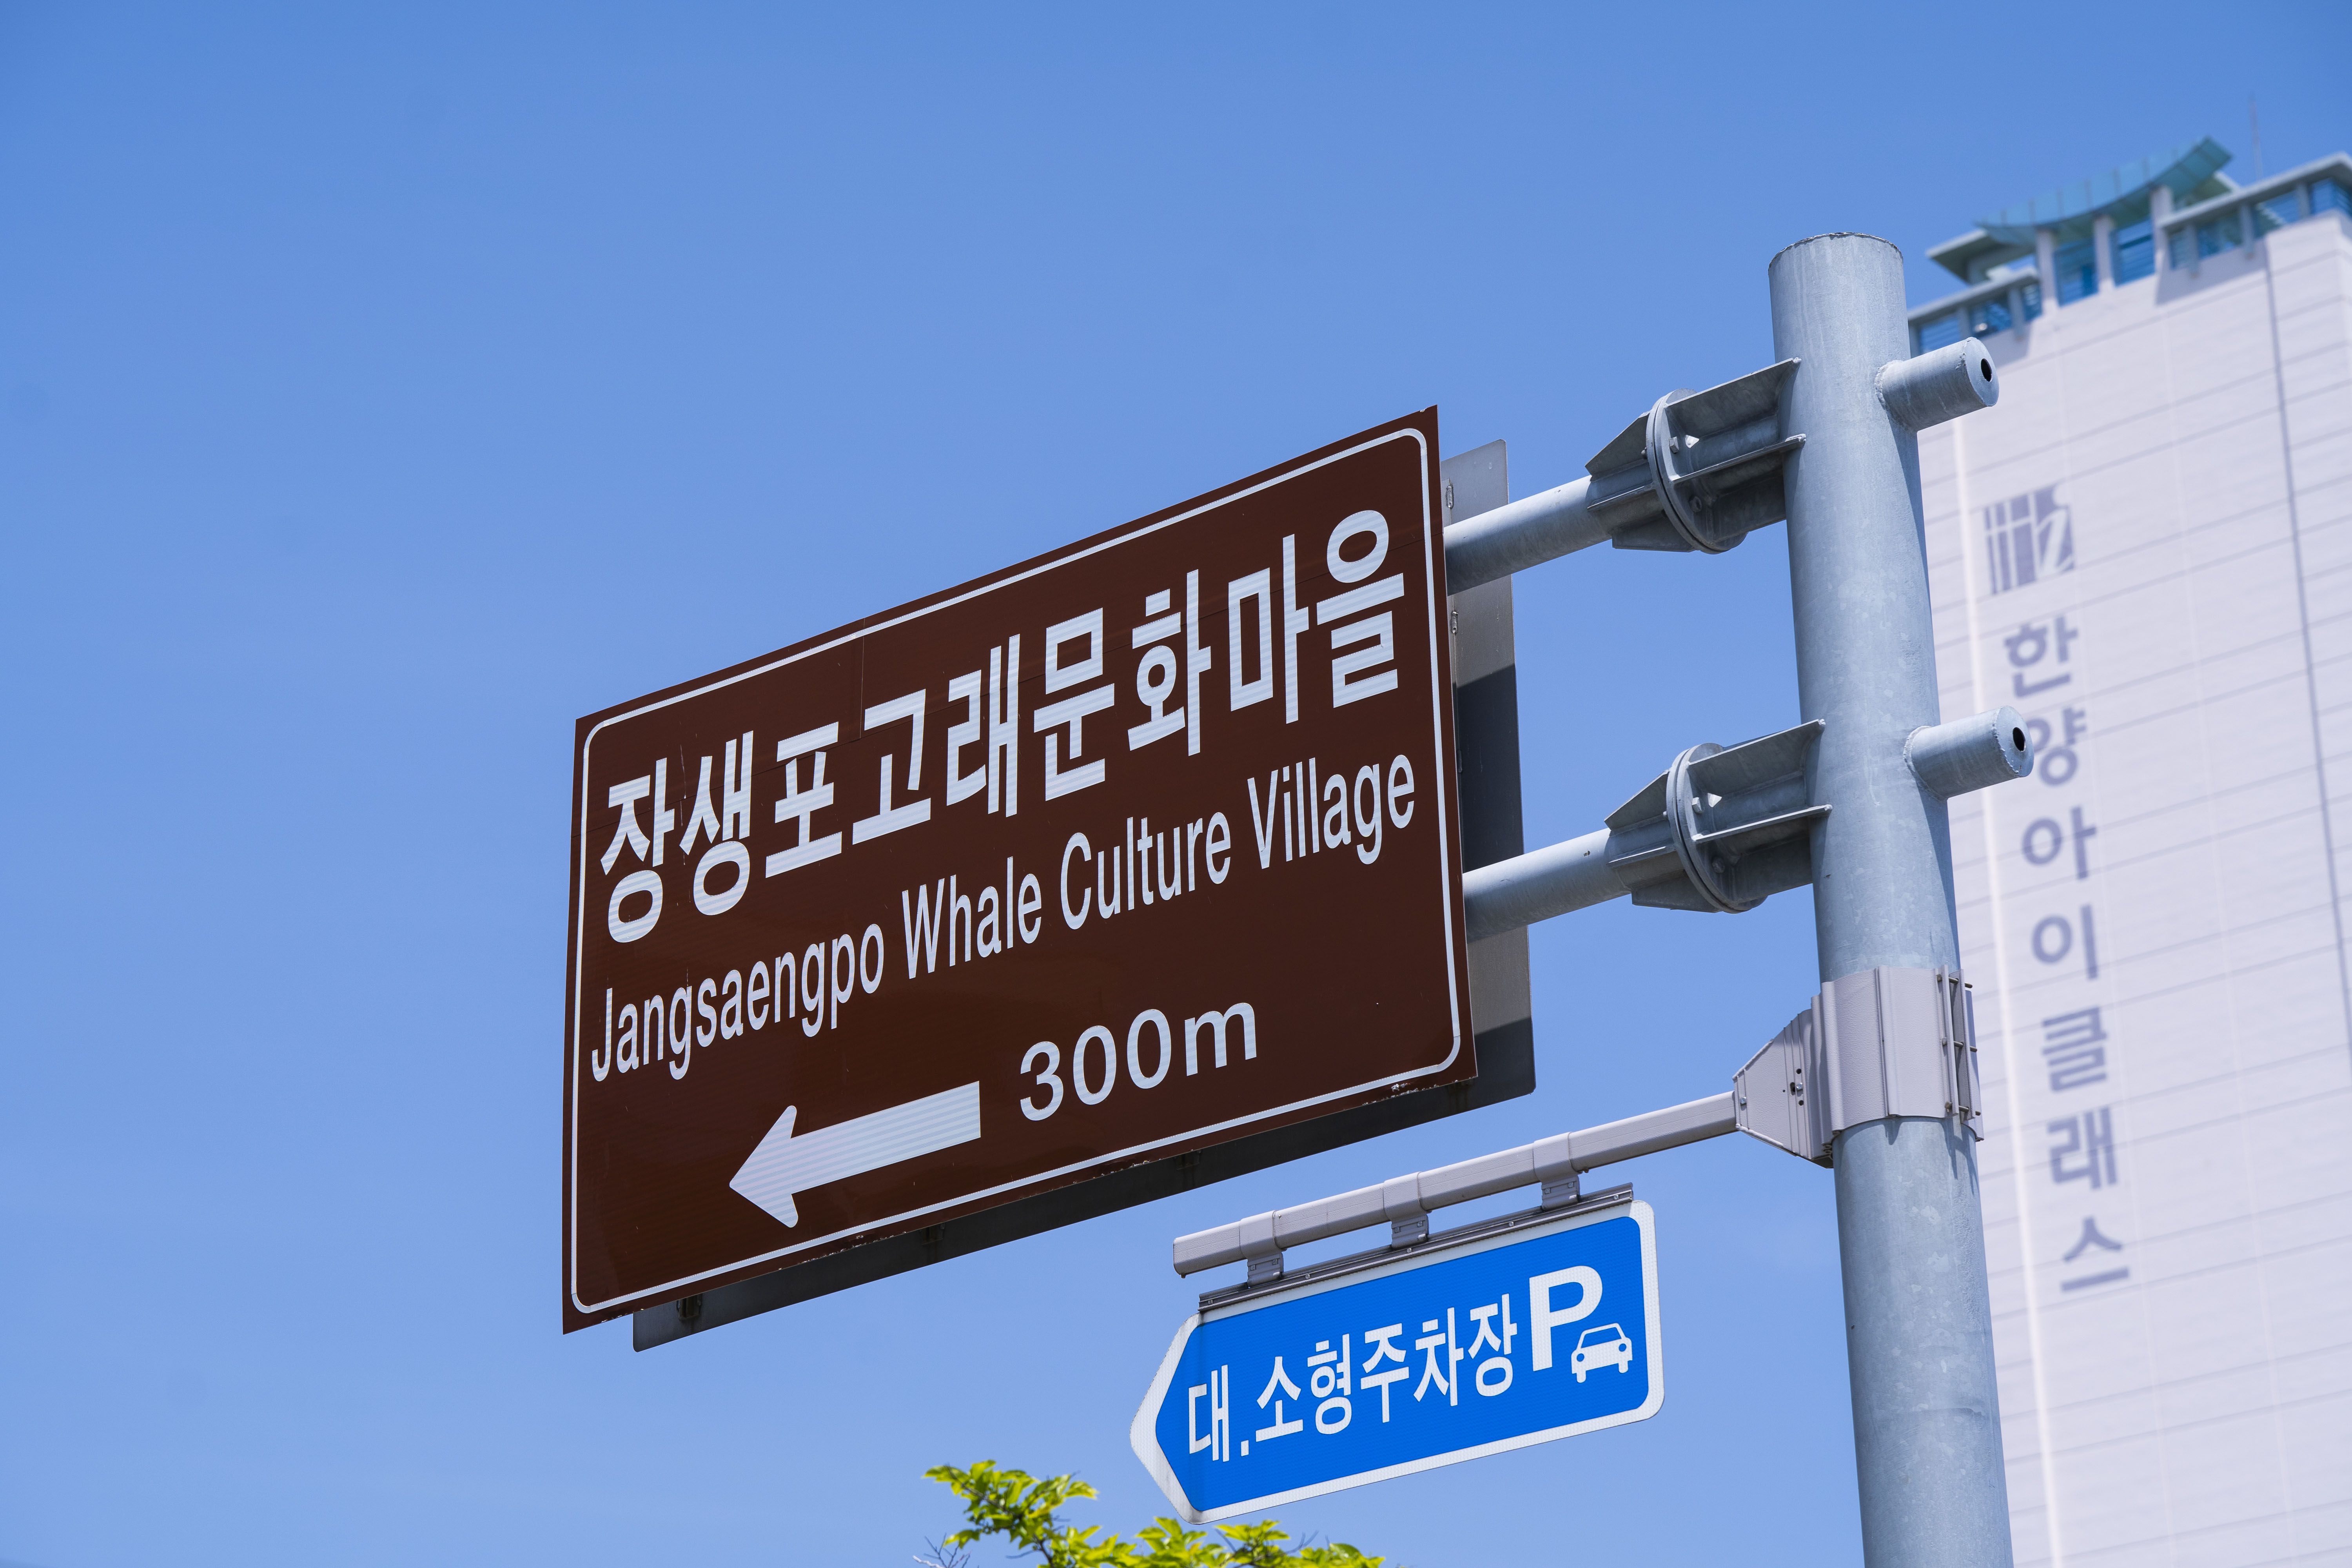 장생포고래문화마을
Jangsaengpo Whale Culture Village
300m
대.소형주차장 P
한양아이클래스